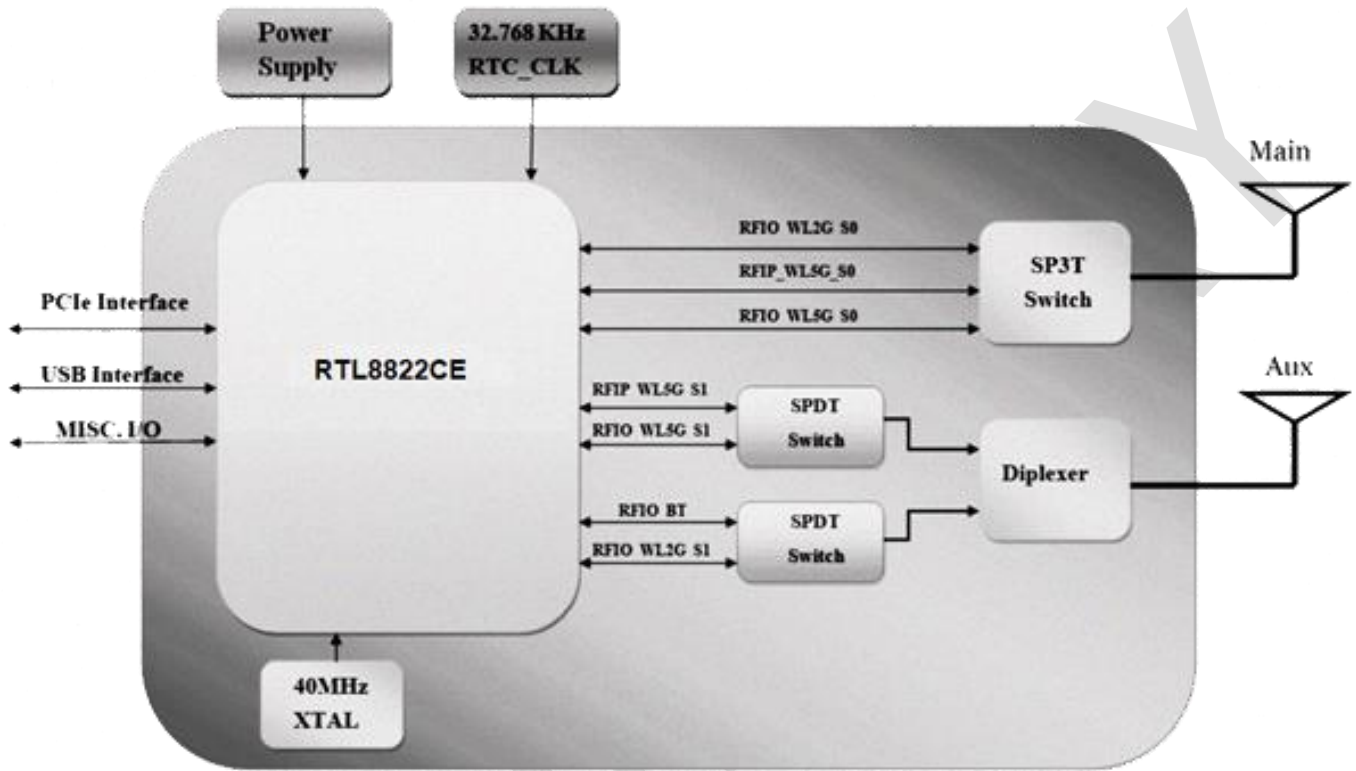 Power
Supply
32.768 KHz
RTC_CLK
Main
RFIO WL2G S0
RFIP_WL5G_S0
RFIO WL5G S0
SP3T
Switch
PCIe Interface
USB Interface
MISC. I/O
RTL8822CE
Aux
RFIP WL5G S1
RFIO WL5G S1
SPDT
Switch
Diplexer
RFIO BT
RFIO WL2G S1
SPDT
Switch
40MHz
XTAL
Y